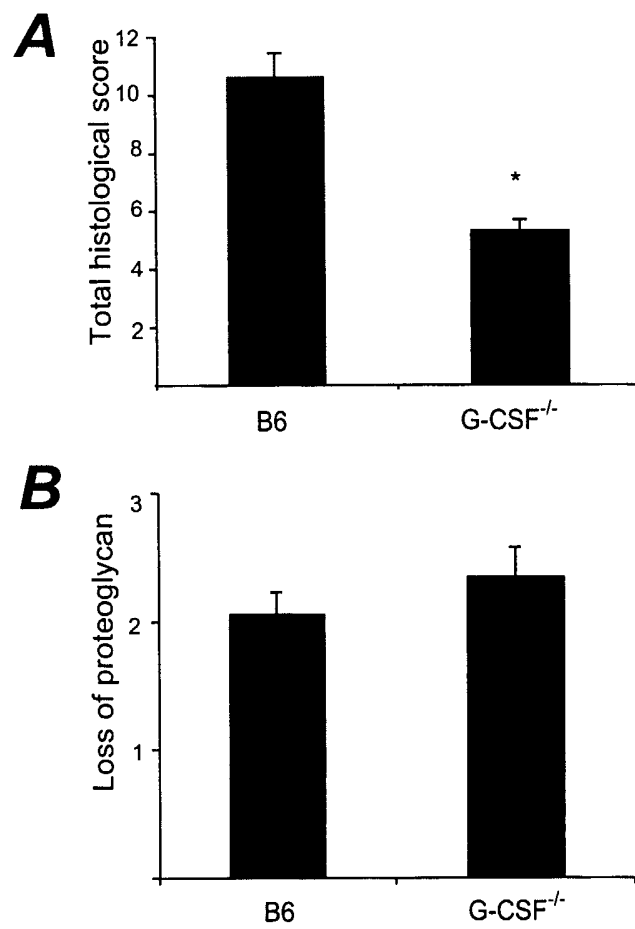 A
Total histological score
12
10
8
6
4
2
*
B6
G-CSF-/-
B
Loss of proteoglycan
3
2
1
B6
G-CSF-/-